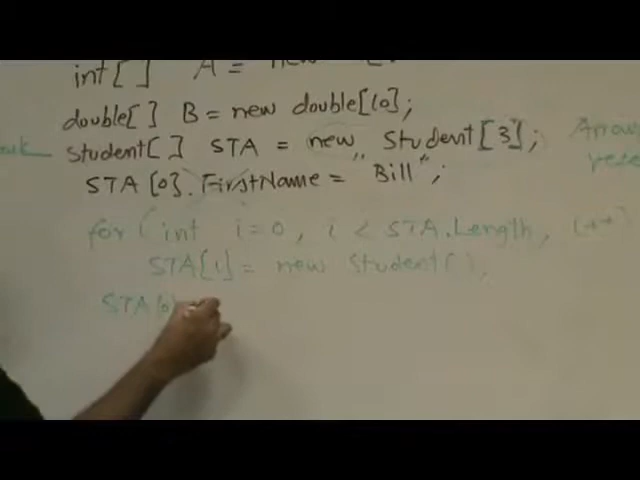 int[ ] A = new
double[ ] B = new double[10];
Student[ ] STA = new Student[3];
STA[0].FirstName = "Bill";
for ( int i=0, i < STA.Length, i++
STA[i] = new Student( );
STA[0]